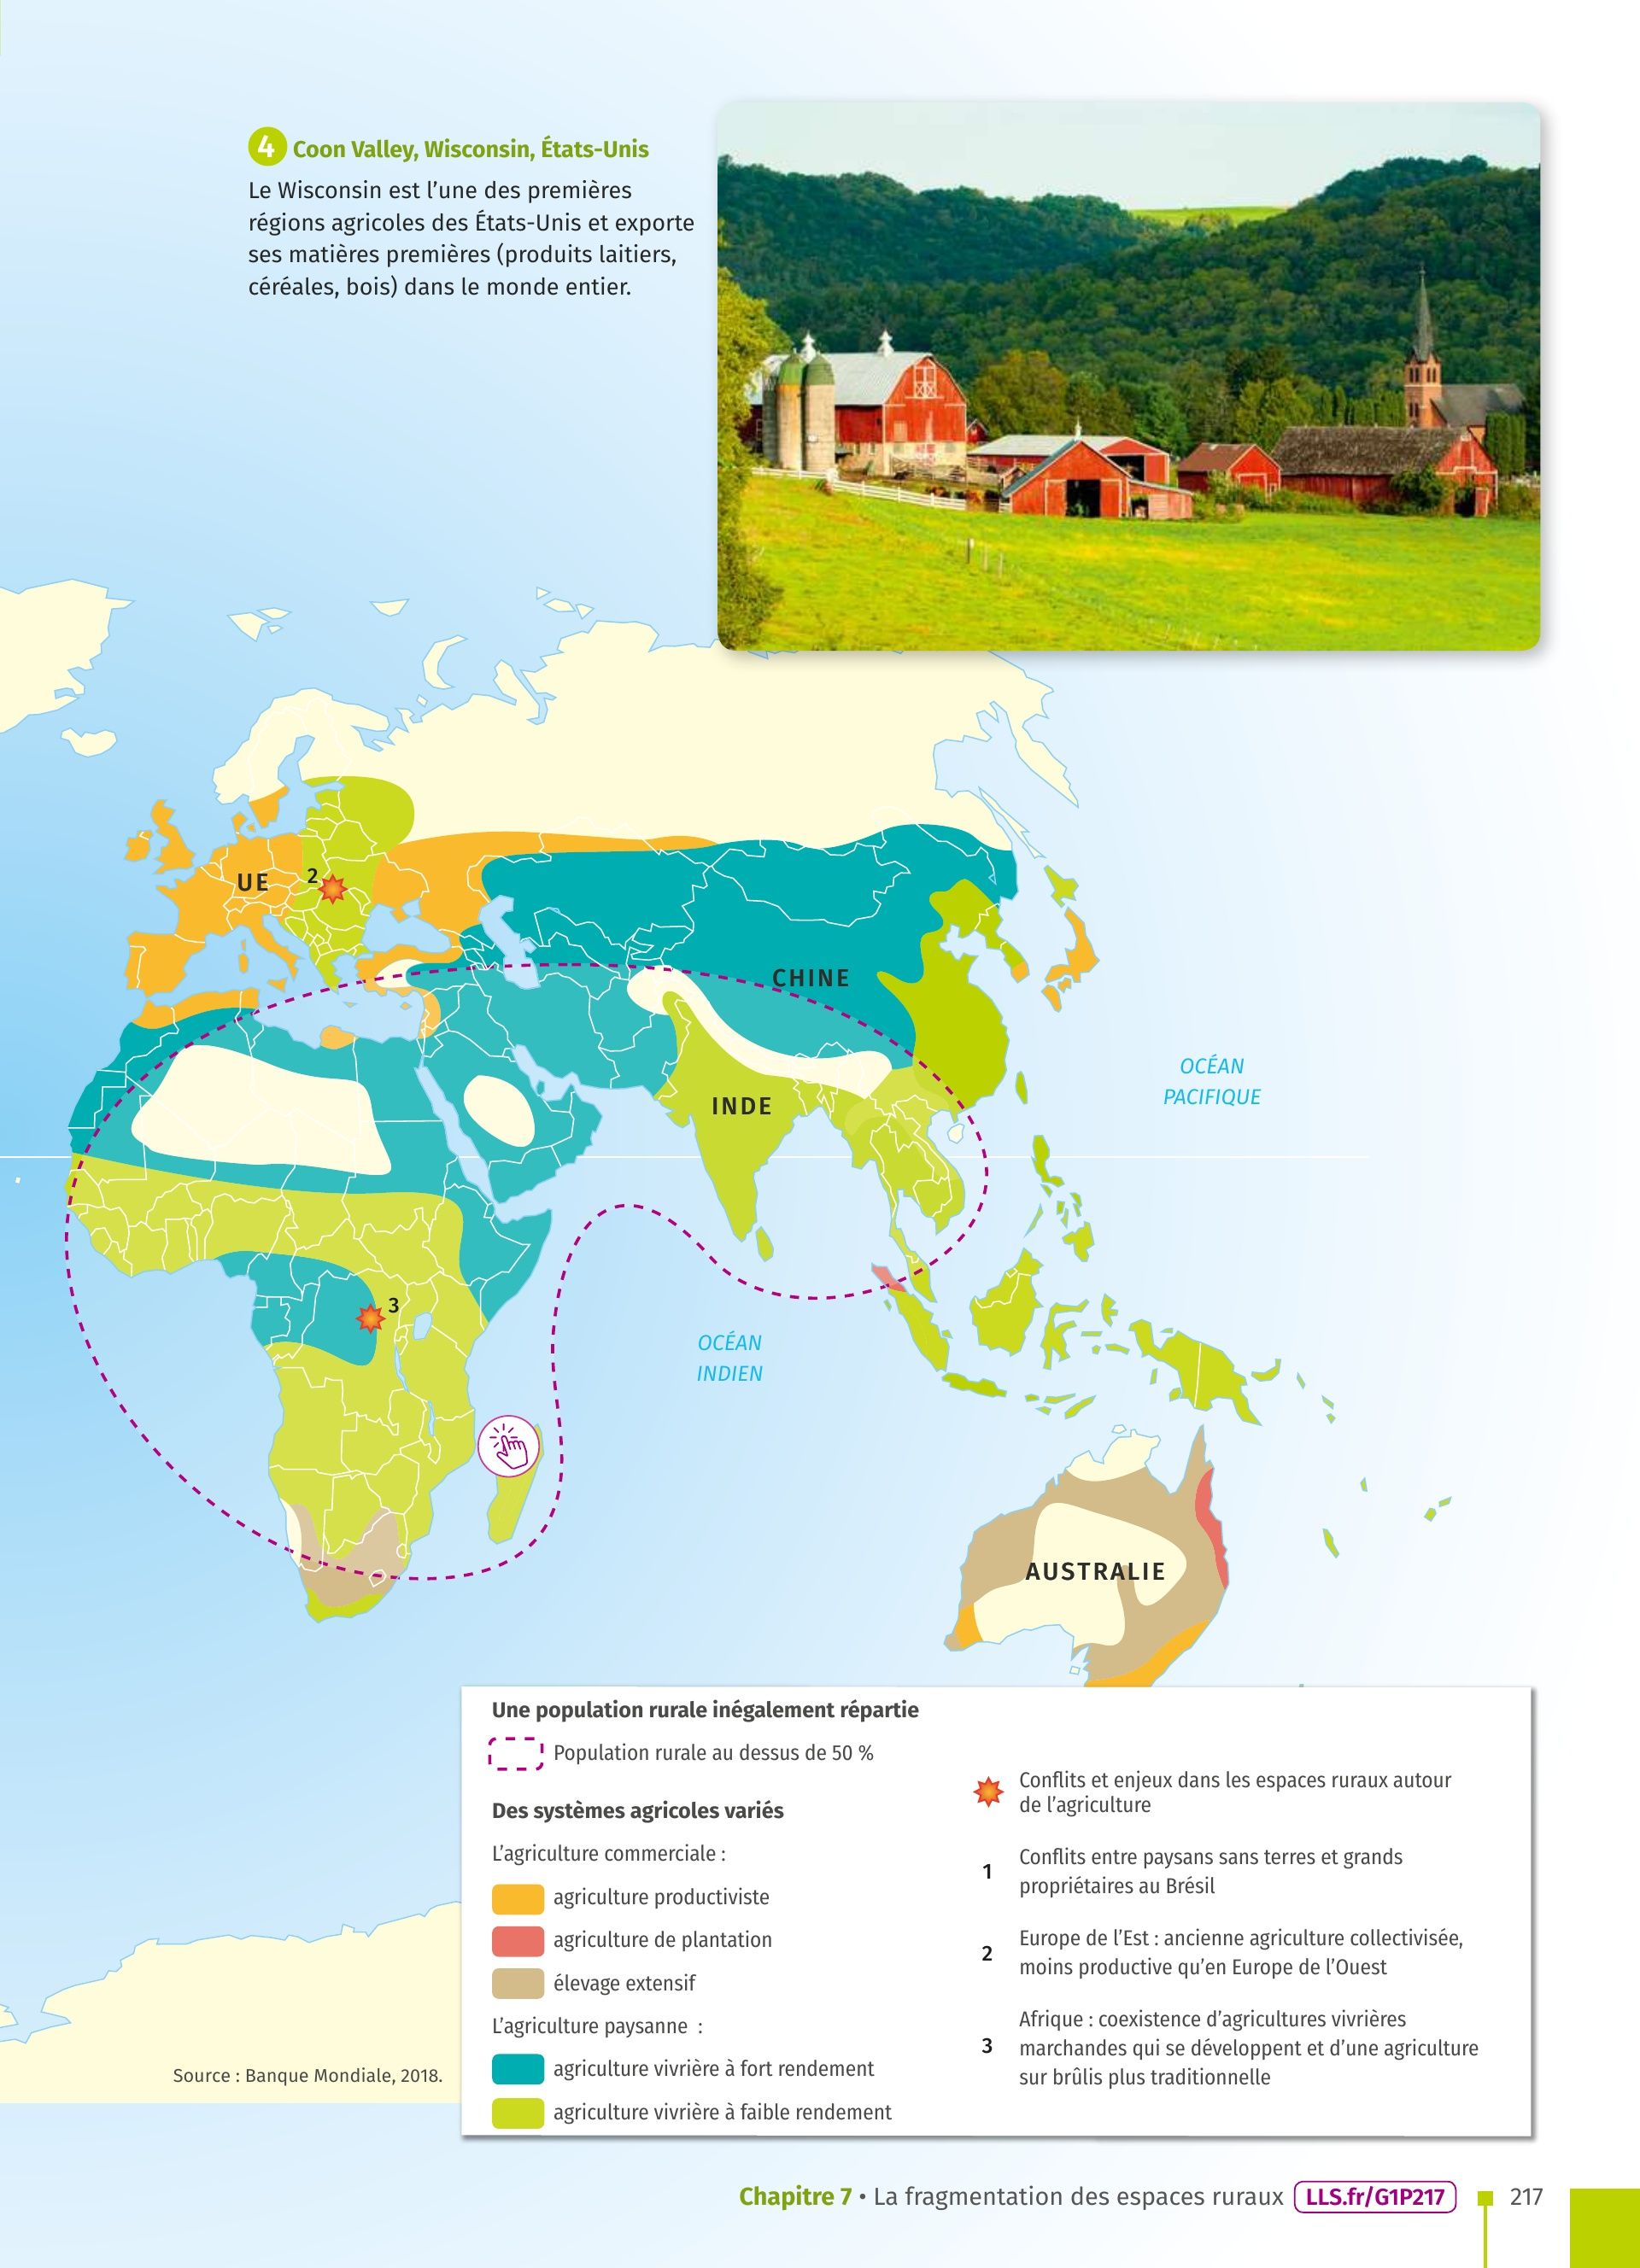 4 Coon Valley, Wisconsin, États-Unis
Le Wisconsin est l’une des premières
régions agricoles des États-Unis et exporte
ses matières premières (produits laitiers,
céréales, bois) dans le monde entier.
UE
2
CHINE
INDE
OCÉAN
PACIFIQUE
3
OCÉAN
INDIEN
AUSTRALIE
Une population rurale inégalement répartie
Population rurale au dessus de 50 %
Des systèmes agricoles variés
L’agriculture commerciale :
agriculture productiviste
agriculture de plantation
élevage extensif
L’agriculture paysanne :
agriculture vivrière à fort rendement
agriculture vivrière à faible rendement
Conflits et enjeux dans les espaces ruraux autour
de l’agriculture
1 Conflits entre paysans sans terres et grands
propriétaires au Brésil
2 Europe de l’Est : ancienne agriculture collectivisée,
moins productive qu’en Europe de l’Ouest
3 Afrique : coexistence d’agricultures vivrières
marchandes qui se développent et d’une agriculture
sur brûlis plus traditionnelle
Source : Banque Mondiale, 2018.
Chapitre 7 • La fragmentation des espaces ruraux LLS.fr/G1P217 217